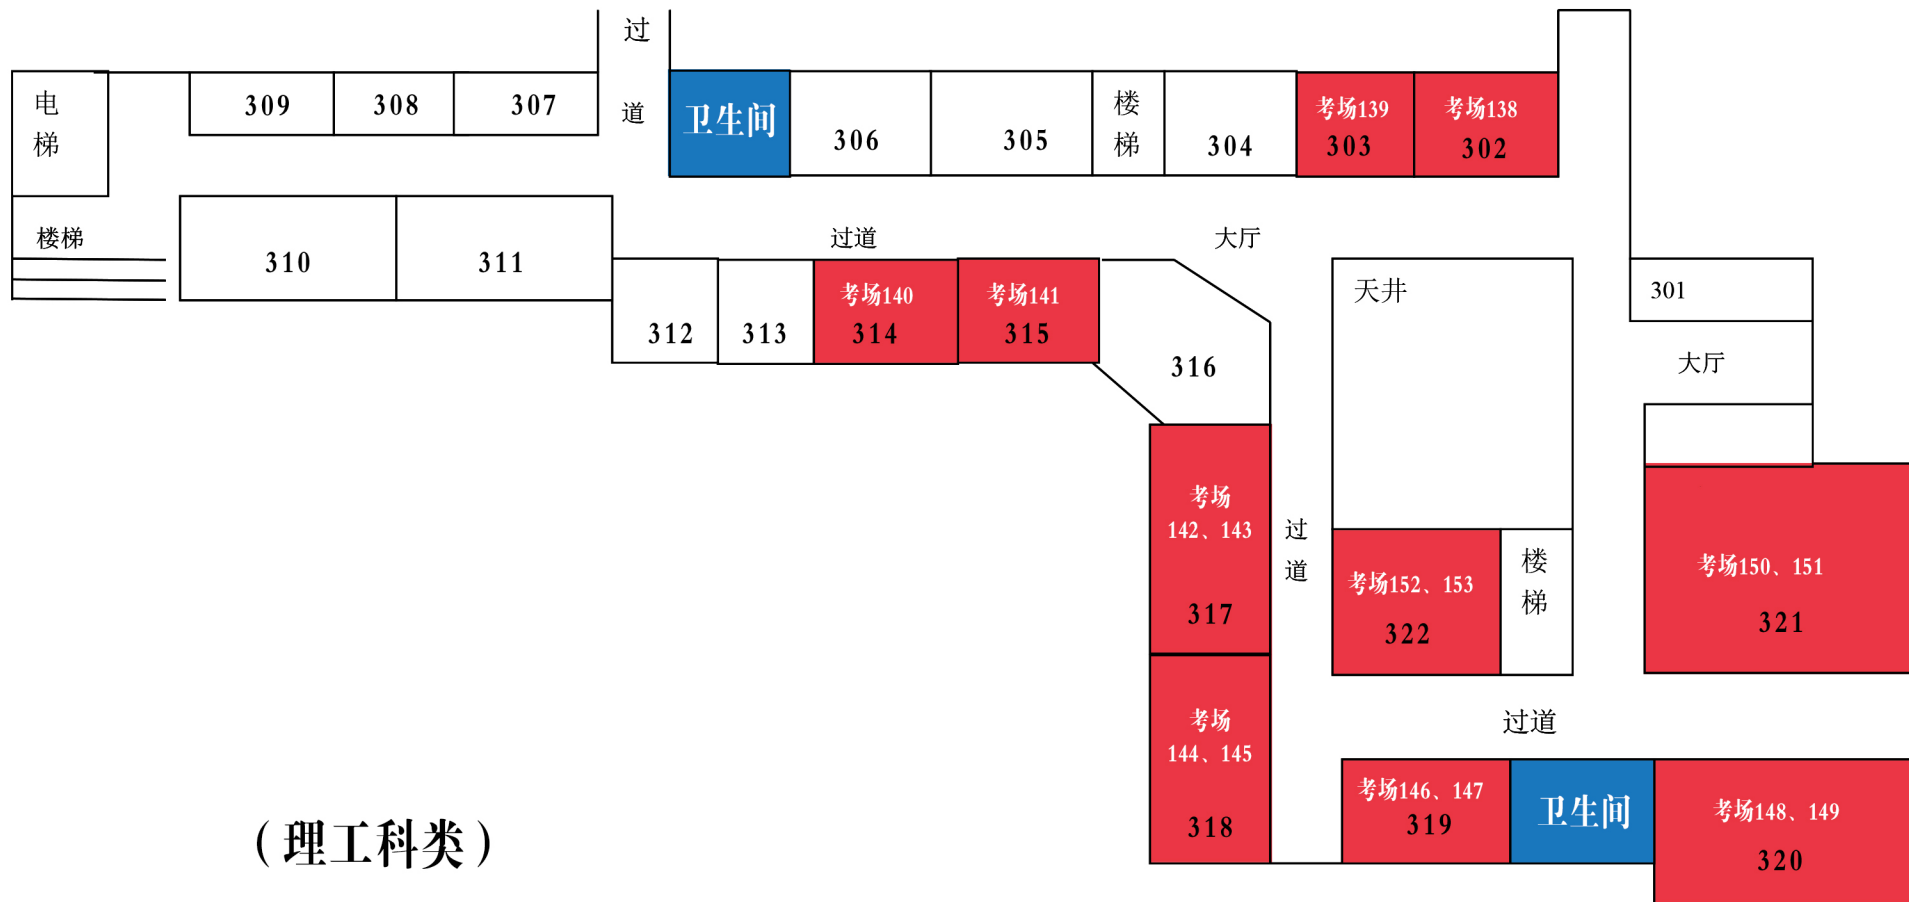 过
道
电
梯
309
308
307
卫生间
306
305
楼
梯
304
考场139
303
考场138
302
楼梯
310
311
过道
大厅
312
313
考场140
314
考场141
315
316
天井
301
大厅
考场
142、143
317
过
道
考场152、153
322
楼
梯
考场150、151
321
考场
144、145
318
过道
考场146、147
319
卫生间
考场148、149
320
（理工科类）